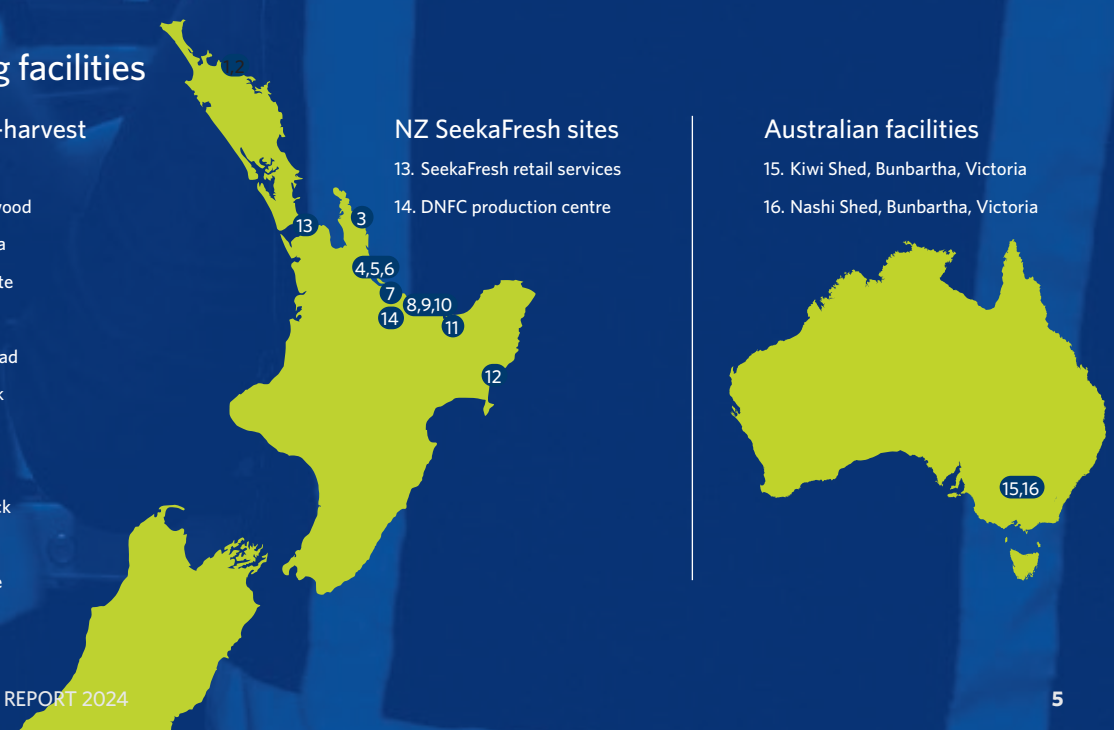 g facilities
-harvest
wood
a
te
ad
k
ck
e
1,2
3
13
4,5,6
7
8,9,10
14
11
12
NZ SeekaFresh sites
13. SeekaFresh retail services
14. DNFC production centre
Australian facilities
15. Kiwi Shed, Bunbartha, Victoria
16. Nashi Shed, Bunbartha, Victoria
15,16
REPORT 2024
5